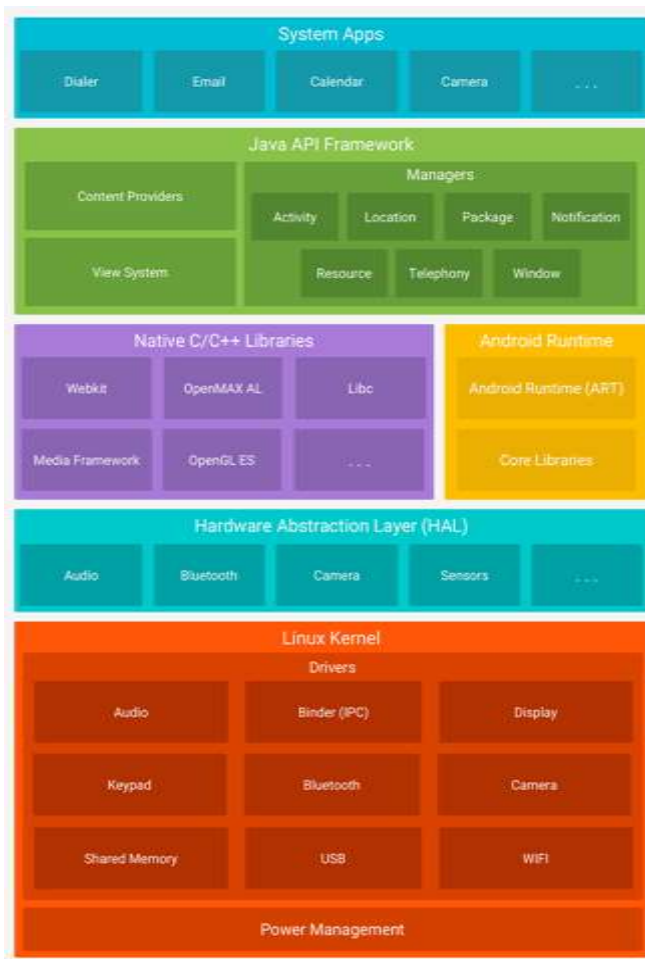 System Apps
Dialer Email Calendar Camera . . .
Java API Framework
Content Providers
Managers
Activity Location Package Notification
View System
Resource Telephony Window
Native C/C++ Libraries
Webkit OpenMAX AL Libc
Media Framework OpenGL ES . . .
Android Runtime
Android Runtime (ART)
Core Libraries
Hardware Abstraction Layer (HAL)
Audio Bluetooth Camera Sensors . . .
Linux Kernel
Drivers
Audio Binder (IPC) Display
Keypad Bluetooth Camera
Shared Memory USB WIFI
Power Management